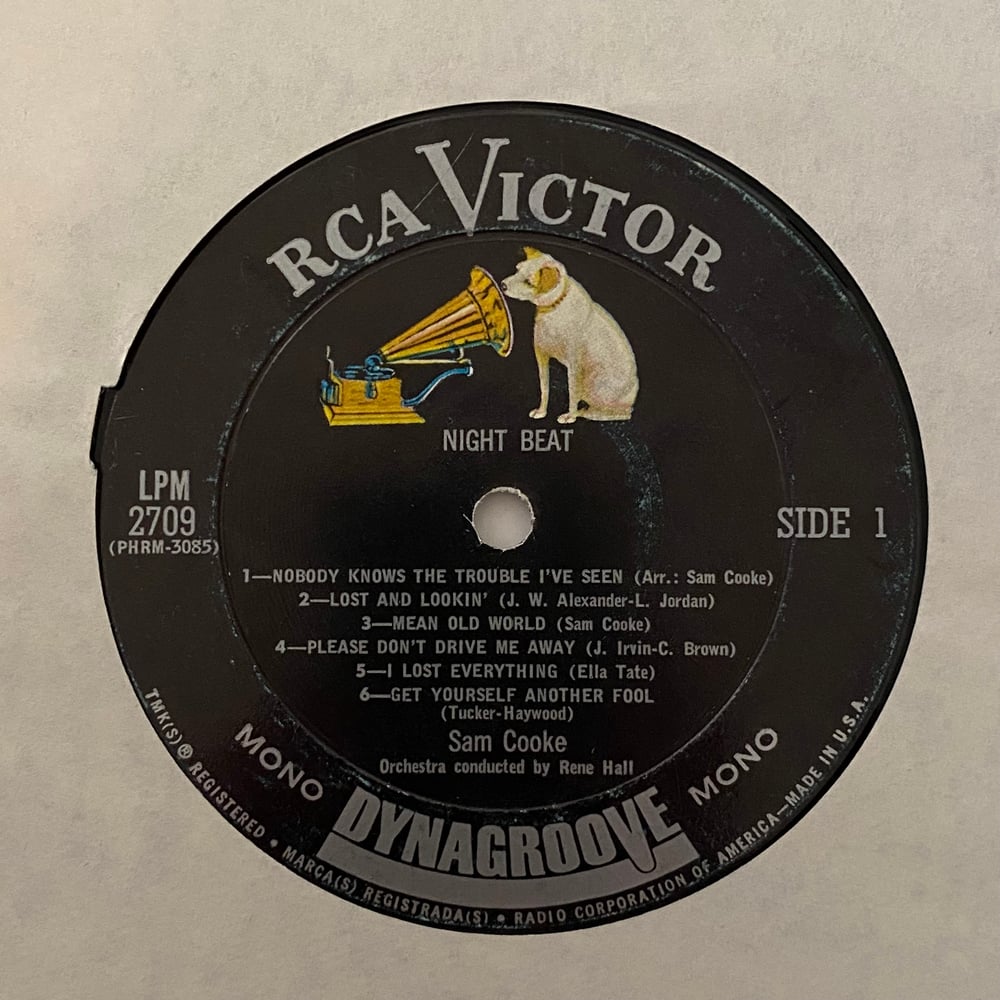 RCA VICTOR
NIGHT BEAT
LPM
2709
(PHRM-3085)
SIDE 1
1—NOBODY KNOWS THE TROUBLE I'VE SEEN (Arr.: Sam Cooke)
2—LOST AND LOOKIN' (J. W. Alexander-L. Jordan)
3—MEAN OLD WORLD (Sam Cooke)
4—PLEASE DON'T DRIVE ME AWAY (J. Irvin-C. Brown)
5—I LOST EVERYTHING (Ella Tate)
6—GET YOURSELF ANOTHER FOOL
(Tucker-Haywood)
Sam Cooke
Orchestra conducted by Rene Hall
MONO
DYNAGROOVE
MONO
TMK(S) ® REGISTERED • MARCA(S) REGISTRADA(S) • RADIO CORPORATION OF AMERICA—MADE IN U.S.A.